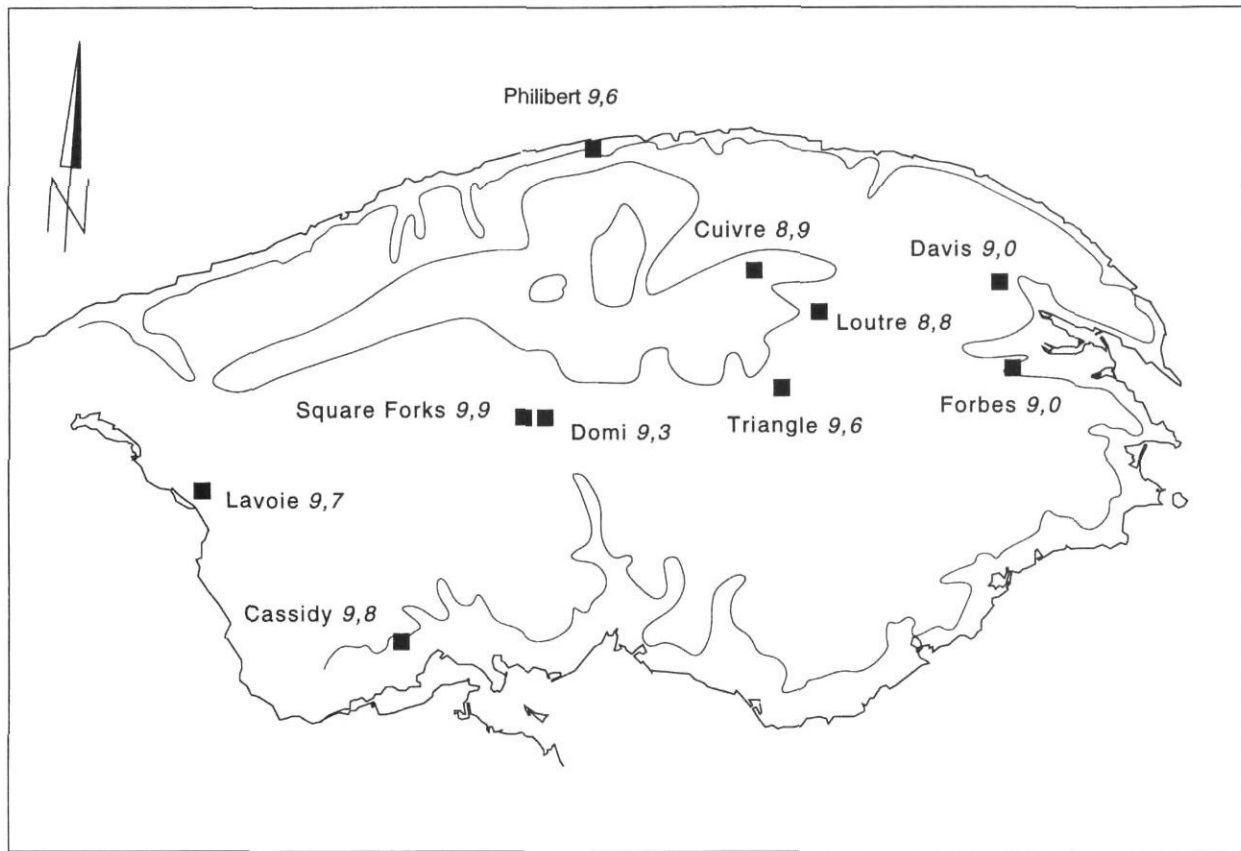 Philibert 9,6
N
Cuivre 8,9
Davis 9,0
Loutre 8,8
Square Forks 9,9
Domi 9,3
Triangle 9,6
Forbes 9,0
Lavoie 9,7
Cassidy 9,8